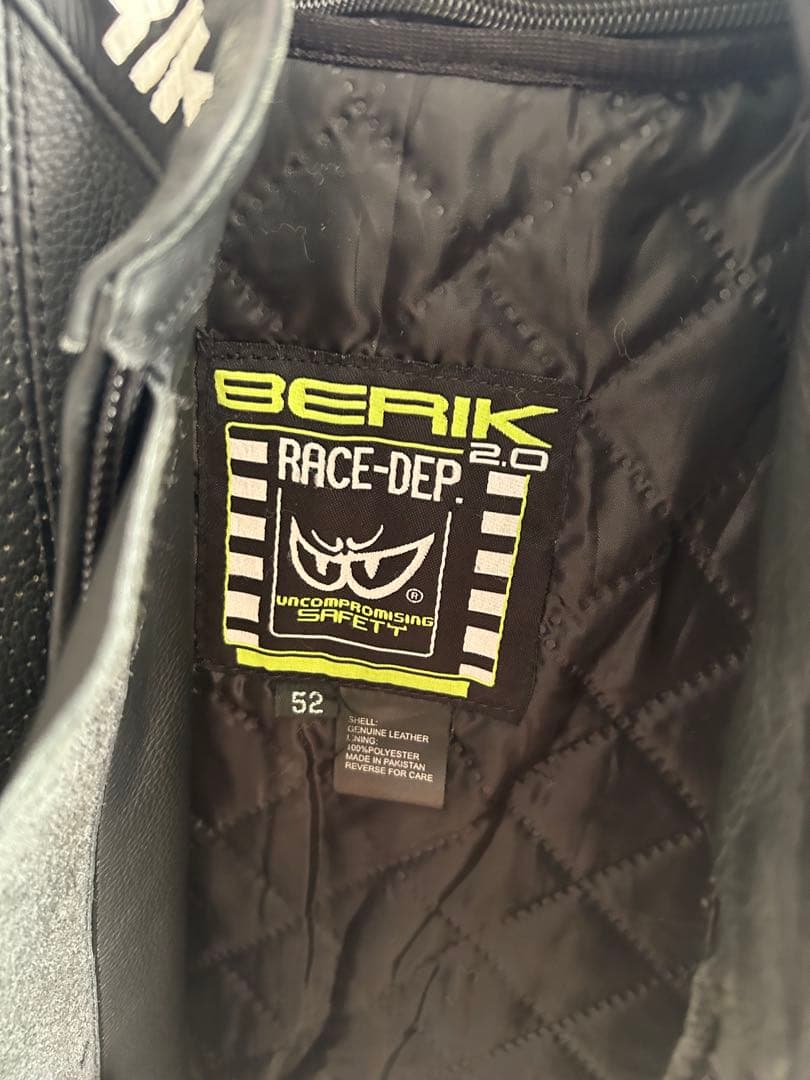 BERIK
2.0
RACE-DEP.
®
UNCOMPROMISING
SAFETY
52
SHELL:
GENUINE LEATHER
LINING:
100%POLYESTER
MADE IN PAKISTAN
REVERSE FOR CARE